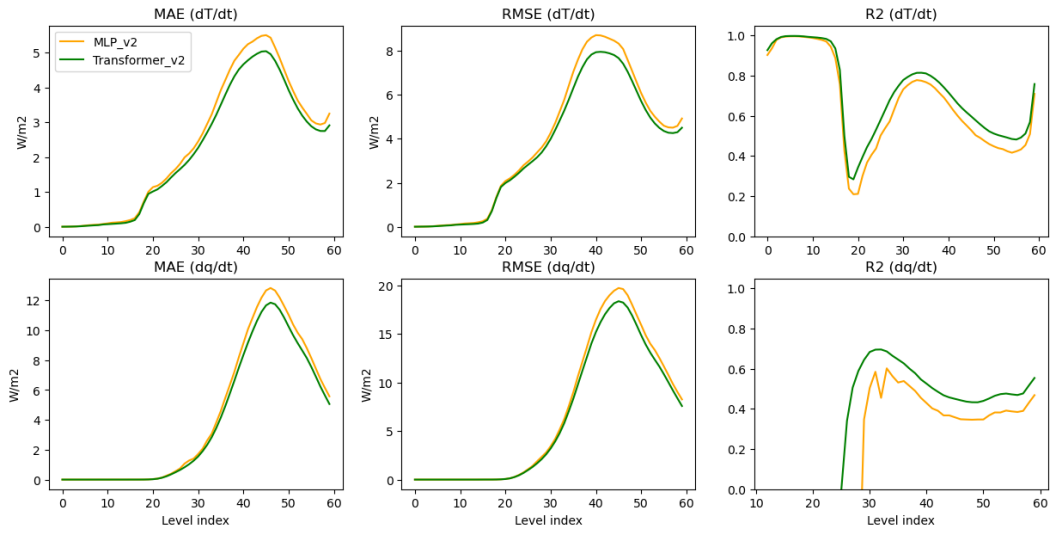 MAE (dT/dt)
W/m2
5
4
3
2
1
0
MLP_v2
Transformer_v2
0 10 20 30 40 50 60
RMSE (dT/dt)
8
6
4
2
0
0 10 20 30 40 50 60
R2 (dT/dt)
1.0
0.8
0.6
0.4
0.2
0.0
0 10 20 30 40 50 60
MAE (dq/dt)
W/m2
12
10
8
6
4
2
0
0 10 20 30 40 50 60
Level index
RMSE (dq/dt)
W/m2
20
15
10
5
0
0 10 20 30 40 50 60
Level index
R2 (dq/dt)
1.0
0.8
0.6
0.4
0.2
0.0
10 20 30 40 50 60
Level index